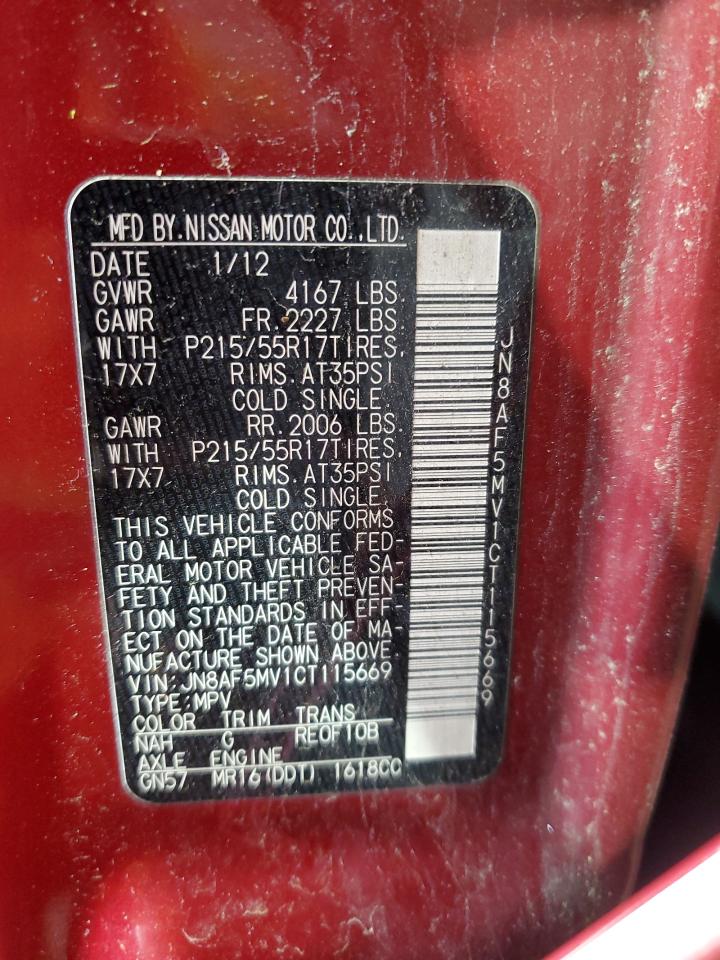 MFD BY.NISSAN MOTOR CO.,LTD.
DATE 1/12
GVWR 4167 LBS.
GAWR FR.2227 LBS.
WITH P215/55R17TIRES,
17X7 RIMS.AT35PSI
COLD SINGLE.
GAWR RR.2006 LBS.
WITH P215/55R17TIRES,
17X7 RIMS.AT35PSI
COLD SINGLE.
THIS VEHICLE CONFORMS
TO ALL APPLICABLE FED-
ERAL MOTOR VEHICLE SA-
FETY AND THEFT PREVEN-
TION STANDARDS IN EFF-
ECT ON THE DATE OF MA-
NUFACTURE SHOWN ABOVE.
VIN:JN8AF5MV1CT115669
TYPE:MPV
COLOR TRIM TRANS
NAH G RE0F10B
AXLE ENGINE
GN57 MR16(DDT) 1618CC
JN8AF5MV1CT115669